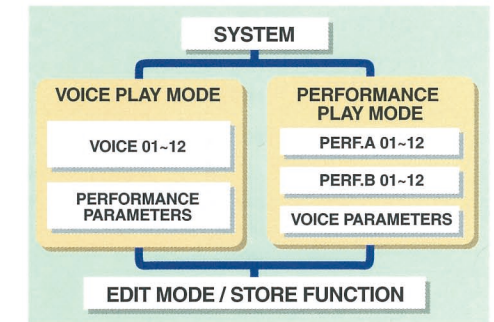 SYSTEM
VOICE PLAY MODE
VOICE 01~12
PERFORMANCE
PARAMETERS
PERFORMANCE
PLAY MODE
PERF.A 01~12
PERF.B 01~12
VOICE PARAMETERS
EDIT MODE / STORE FUNCTION